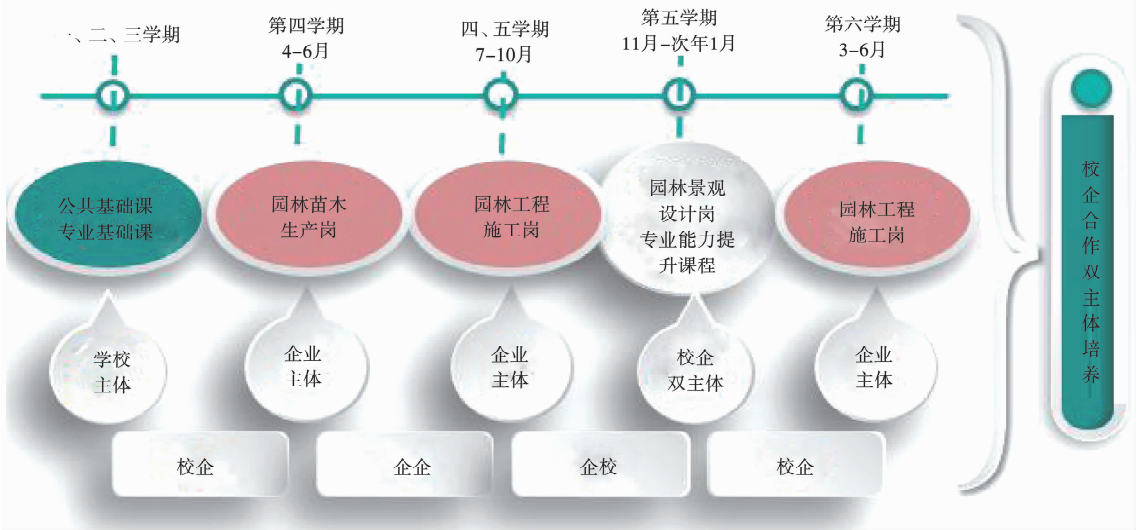 一、二、三学期
第四学期
4-6月
四、五学期
7-10月
第五学期
11月-次年1月
第六学期
3-6月
公共基础课
专业基础课
园林苗木
生产岗
园林工程
施工岗
园林景观
设计岗
专业能力提
升课程
园林工程
施工岗
学校
主体
企业
主体
企业
主体
校企
双主体
企业
主体
校企
企企
企校
校企
校企合作双主体培养